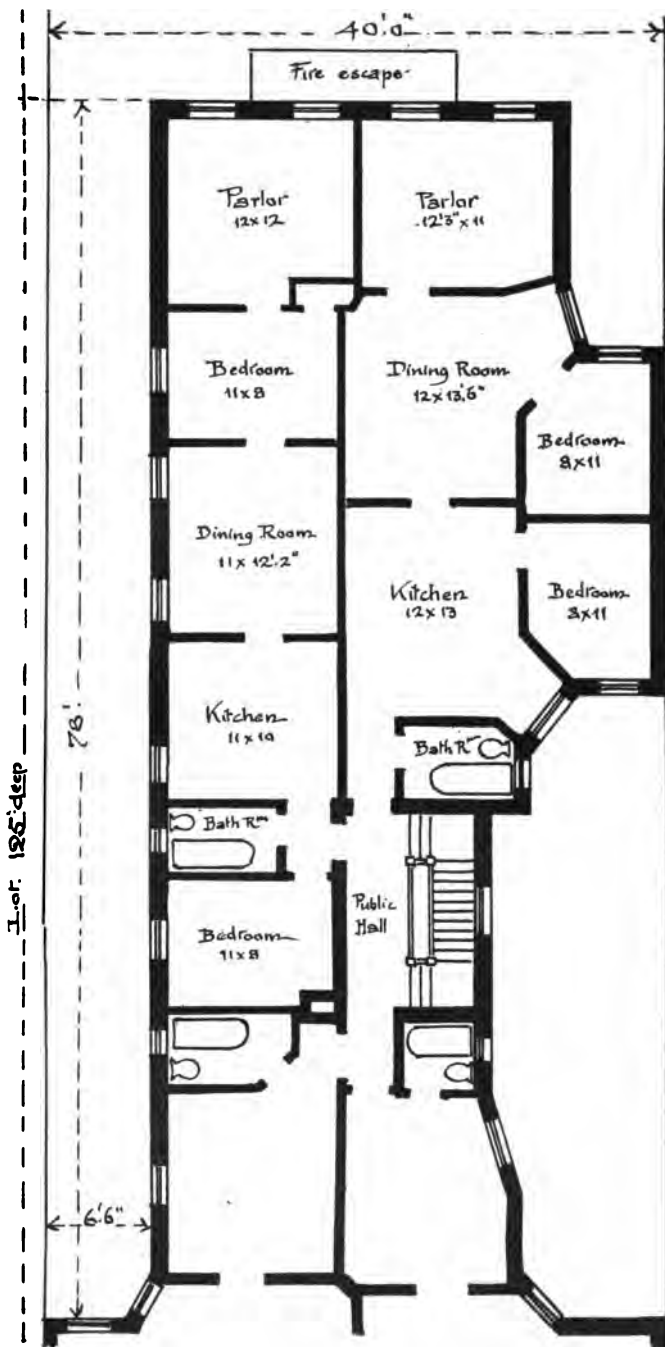 40'.0"
Fire escape
Parlor
12x12
Parlor
12'3"x11
Bedroom
11x8
Dining Room
12x13'.6"
Bedroom
8x11
Dining Room
11x12'.2"
Kitchen
12x13
Bedroom
8x11
78'
Kitchen
11x10
Bath Rm
Bath Rm
Lot 125' deep
Public
Hall
Bedroom
11x8
6'.6"